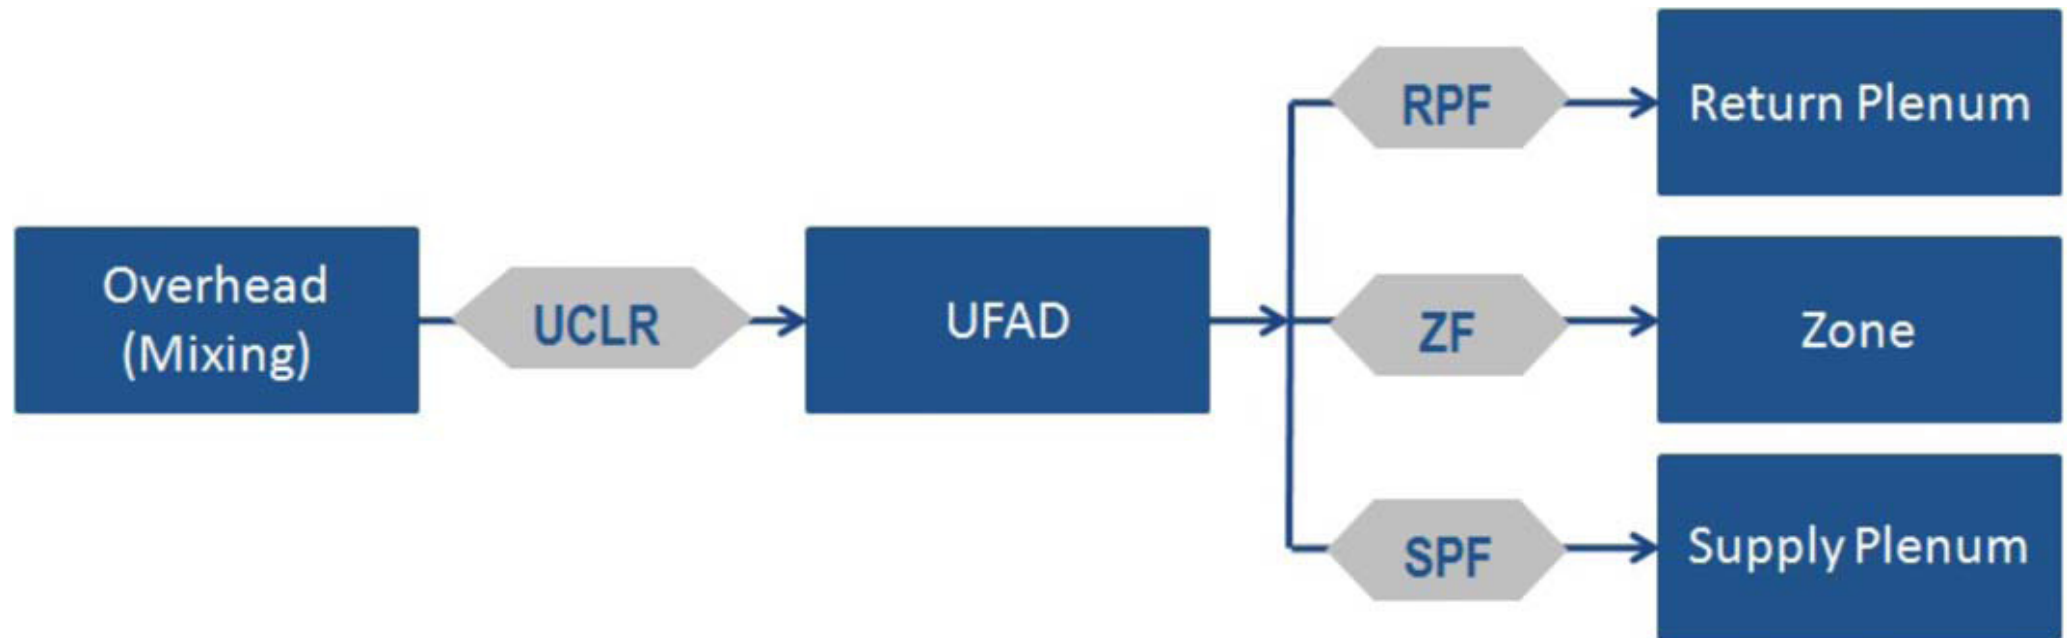 Overhead
(Mixing)
UCLR
UFAD
RPF
Return Plenum
ZF
Zone
SPF
Supply Plenum